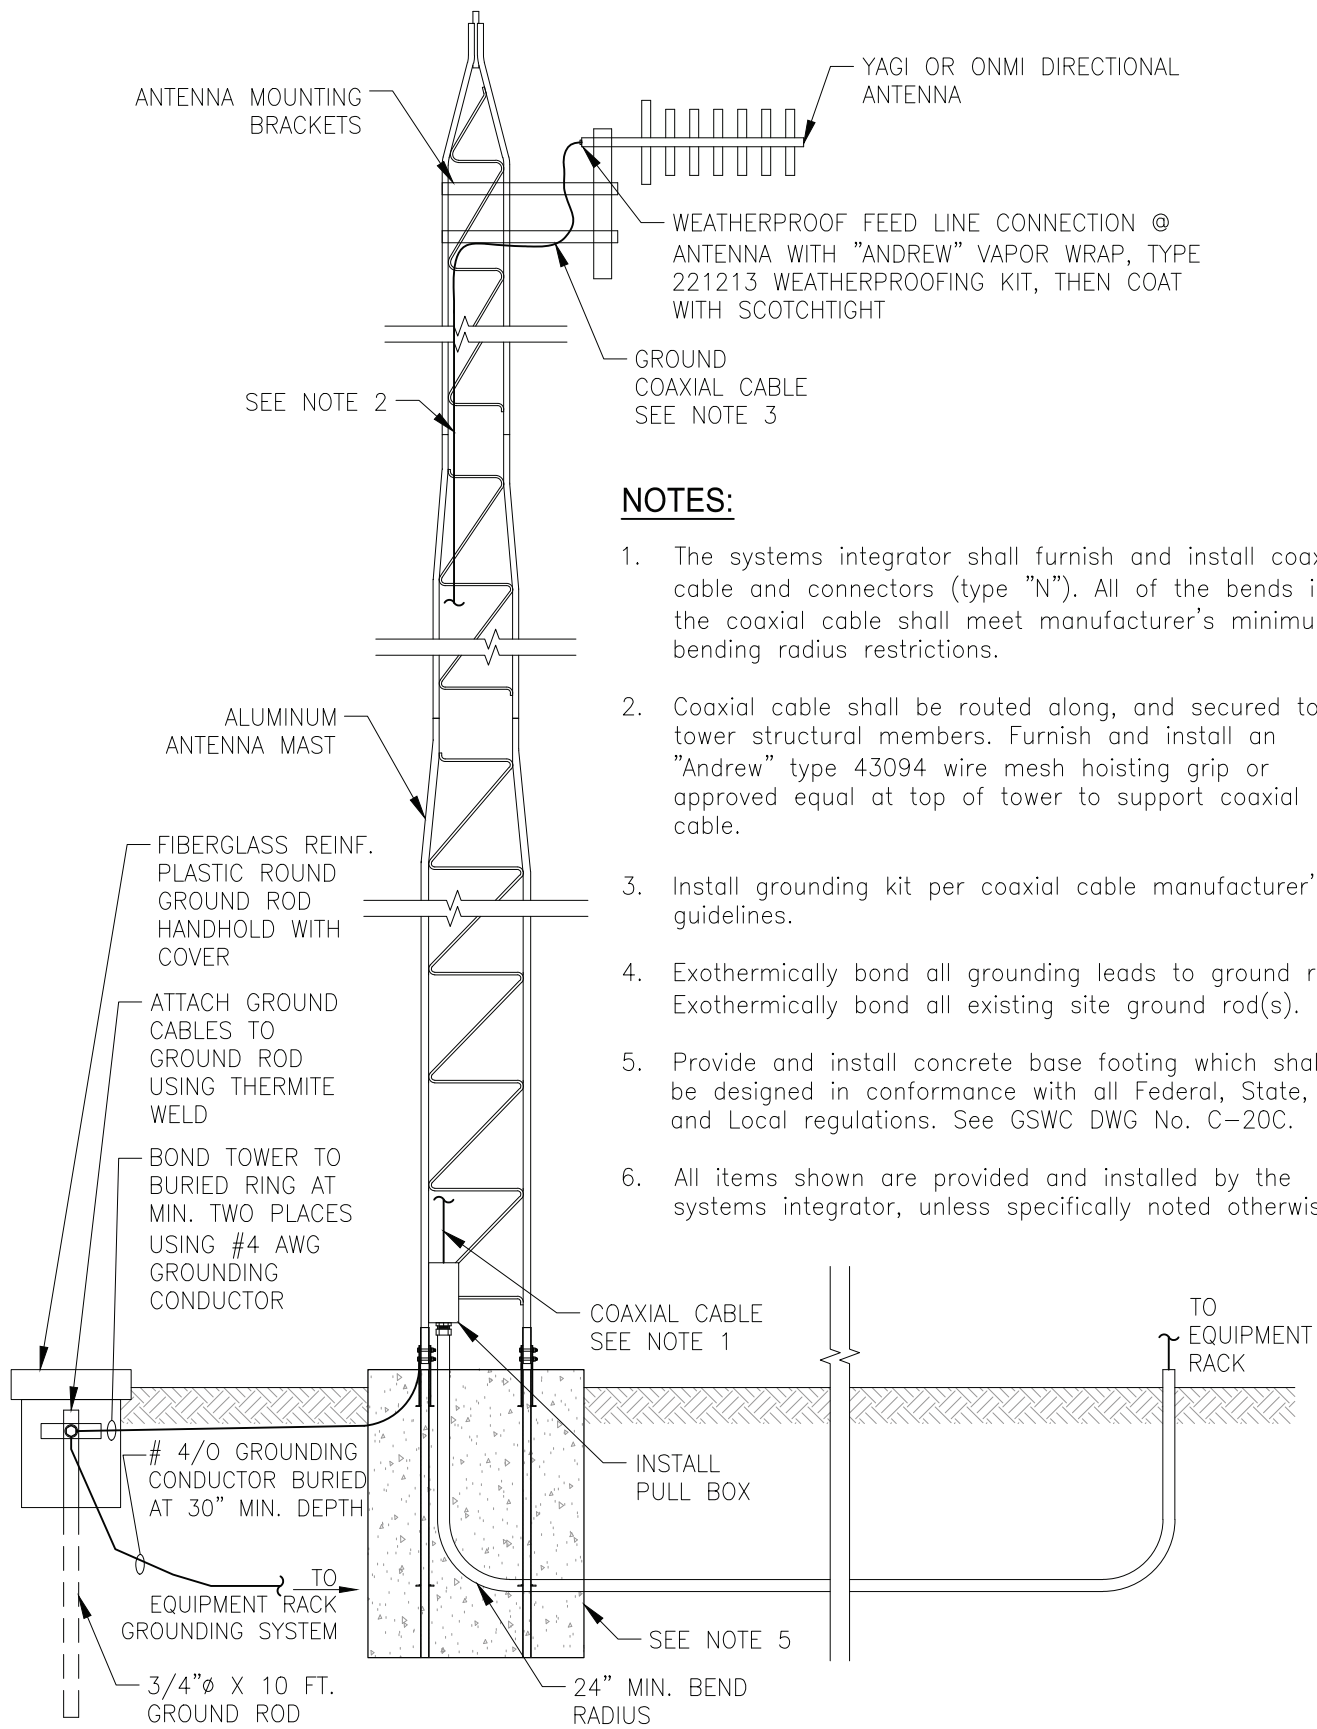 ANTENNA MOUNTING
BRACKETS
YAGI OR ONMI DIRECTIONAL
ANTENNA
WEATHERPROOF FEED LINE CONNECTION @
ANTENNA WITH "ANDREW" VAPOR WRAP, TYPE
221213 WEATHERPROOFING KIT, THEN COAT
WITH SCOTCHTIGHT
GROUND
COAXIAL CABLE
SEE NOTE 3
SEE NOTE 2
NOTES:
1. The systems integrator shall furnish and install coax
cable and connectors (type "N"). All of the bends i
the coaxial cable shall meet manufacturer's minimu
bending radius restrictions.
2. Coaxial cable shall be routed along, and secured to
tower structural members. Furnish and install an
"Andrew" type 43094 wire mesh hoisting grip or
approved equal at top of tower to support coaxial
cable.
3. Install grounding kit per coaxial cable manufacturer'
guidelines.
4. Exothermically bond all grounding leads to ground r
Exothermically bond all existing site ground rod(s).
5. Provide and install concrete base footing which shal
be designed in conformance with all Federal, State,
and Local regulations. See GSWC DWG No. C-20C.
6. All items shown are provided and installed by the
systems integrator, unless specifically noted otherwis
ALUMINUM
ANTENNA MAST
FIBERGLASS REINF.
PLASTIC ROUND
GROUND ROD
HANDHOLD WITH
COVER
ATTACH GROUND
CABLES TO
GROUND ROD
USING THERMITE
WELD
BOND TOWER TO
BURIED RING AT
MIN. TWO PLACES
USING #4 AWG
GROUNDING
CONDUCTOR
COAXIAL CABLE
SEE NOTE 1
TO
EQUIPMENT
RACK
# 4/0 GROUNDING
CONDUCTOR BURIED
AT 30" MIN. DEPTH
INSTALL
PULL BOX
TO
EQUIPMENT RACK
GROUNDING SYSTEM
SEE NOTE 5
3/4"ø X 10 FT.
GROUND ROD
24" MIN. BEND
RADIUS